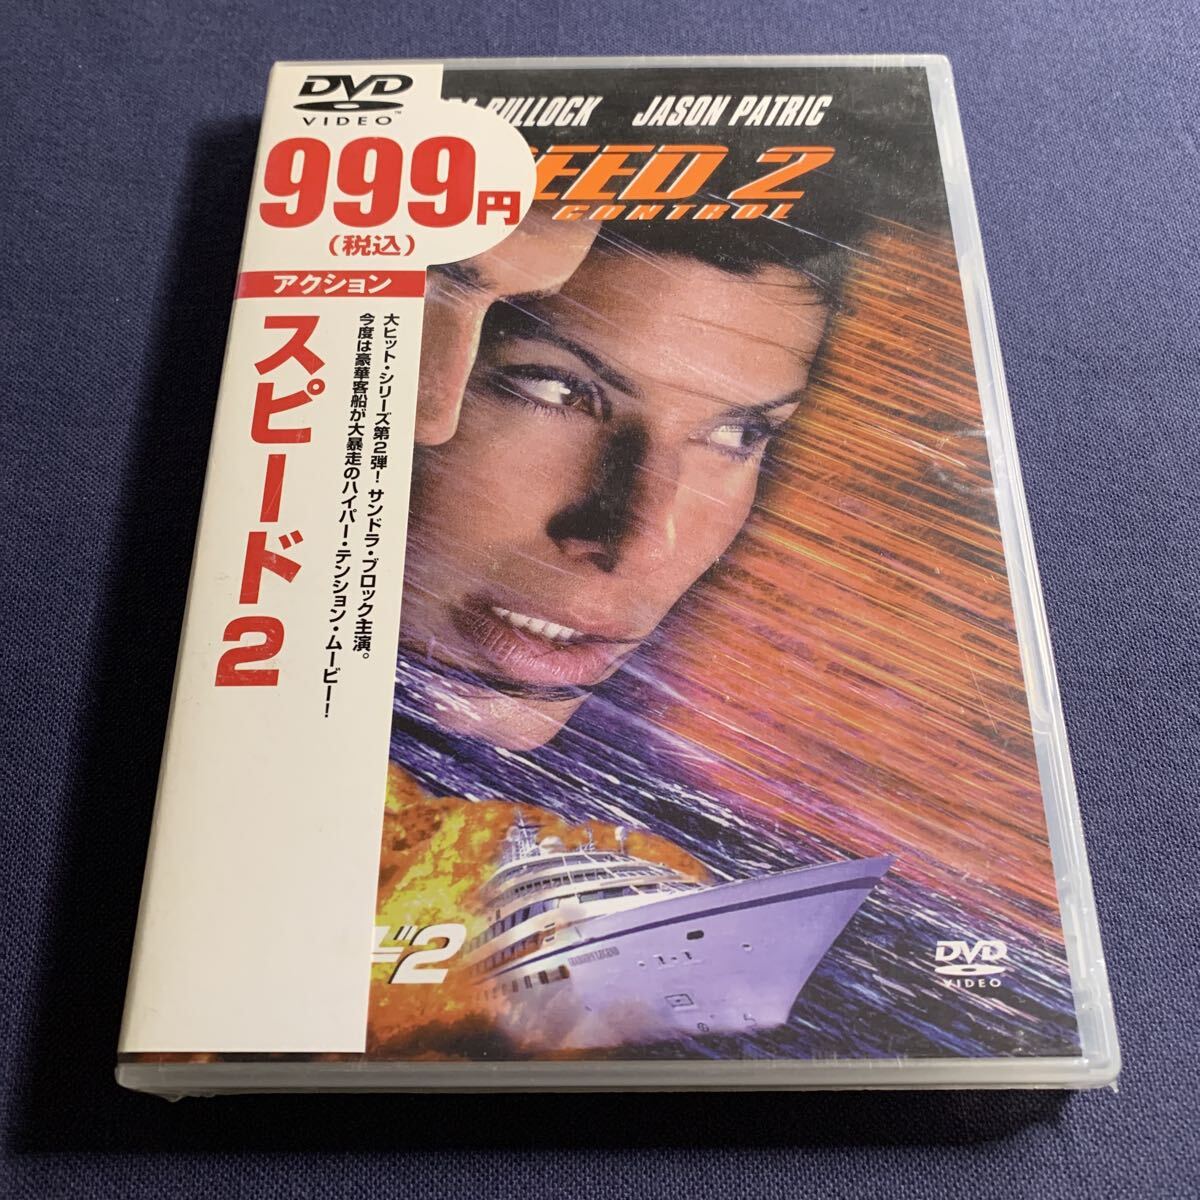 DVD
VIDEO
999円
(税込)
アクション
スピード2
大ヒット・シリーズ第2弾！サンドラ・ブロック主演。
今度は豪華客船が大暴走のハイパー・テンション・ムービー！
BULLOCK JASON PATRIC
EED 2
CONTROL
2
DVD
VIDEO